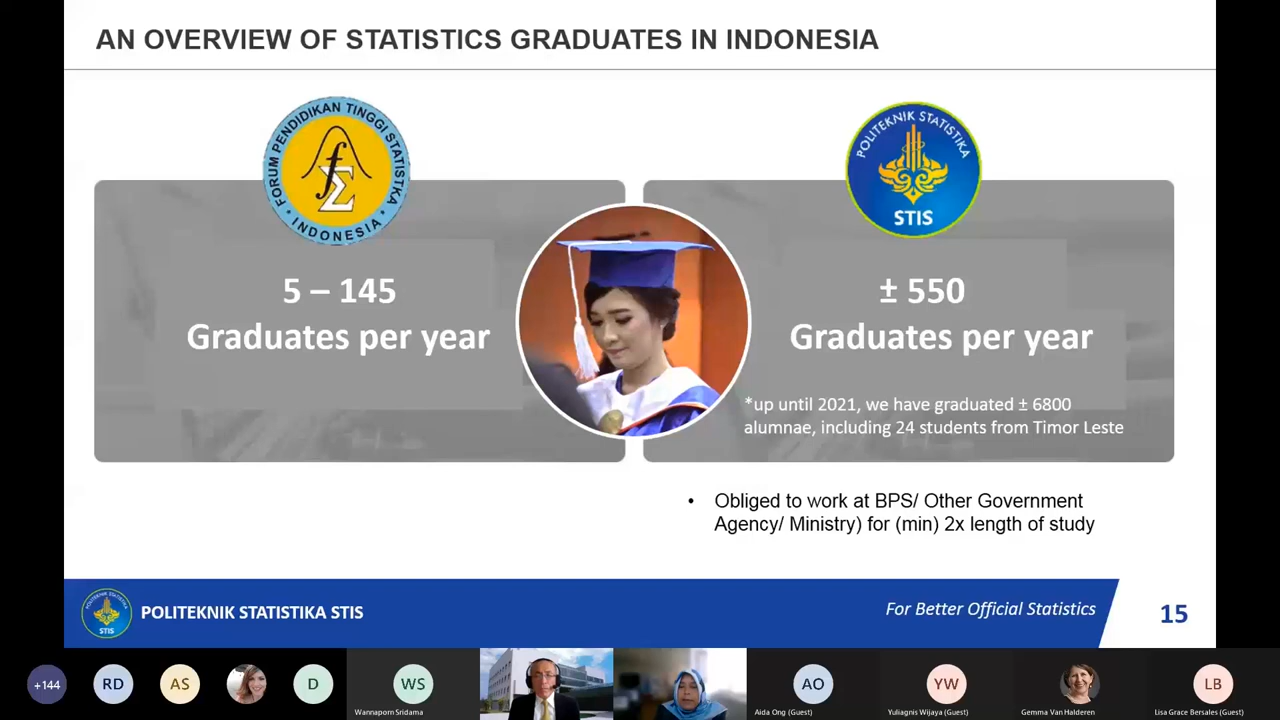 AN OVERVIEW OF STATISTICS GRADUATES IN INDONESIA
FORUM PENDIDIKAN TINGGI STATISTIKA
INDONESIA
f
Σ
5 – 145
Graduates per year
POLITEKNIK STATISTIKA
STIS
± 550
Graduates per year
*up until 2021, we have graduated ± 6800
alumnae, including 24 students from Timor Leste
• Obliged to work at BPS/ Other Government
Agency/ Ministry) for (min) 2x length of study
STIS
POLITEKNIK STATISTIKA STIS
For Better Official Statistics
15
+144
RD
AS
D
WS
Wannaporn Sridama
AO
Aida Ong (Guest)
YW
Yuliagnis Wijaya (Guest)
Gemma Van Halderen
LB
Lisa Grace Bersales (Guest)